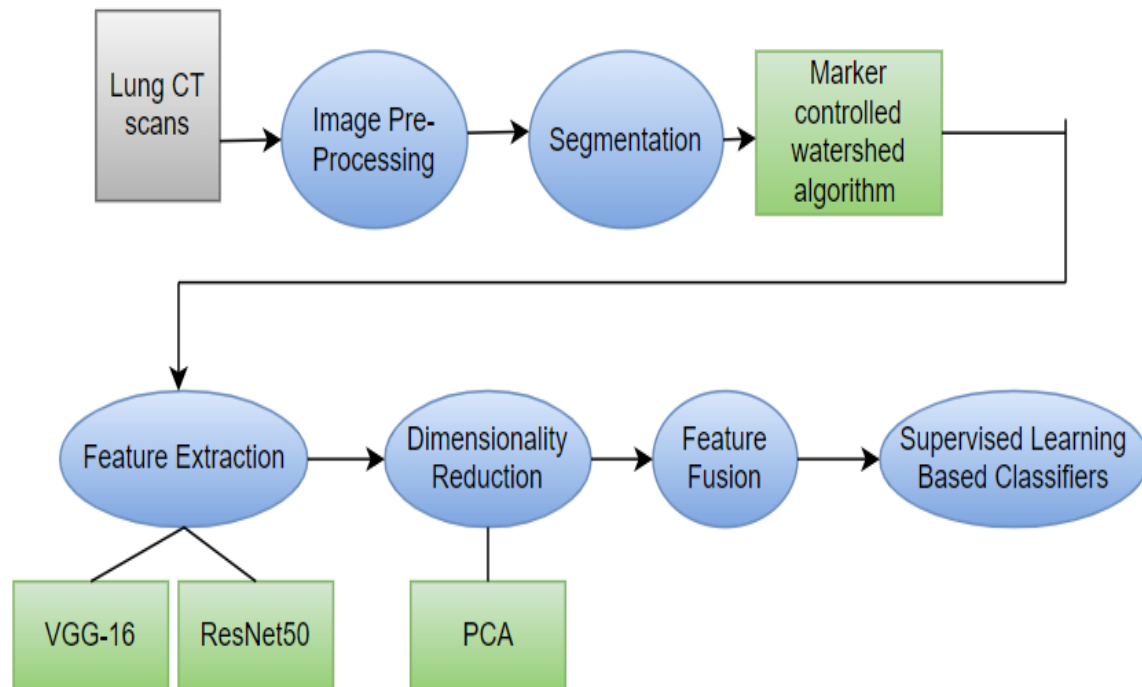 Lung CT
scans
Image Pre-
Processing
Segmentation
Marker
controlled
watershed
algorithm
Feature Extraction
Dimensionality
Reduction
Feature
Fusion
Supervised Learning
Based Classifiers
VGG-16
ResNet50
PCA